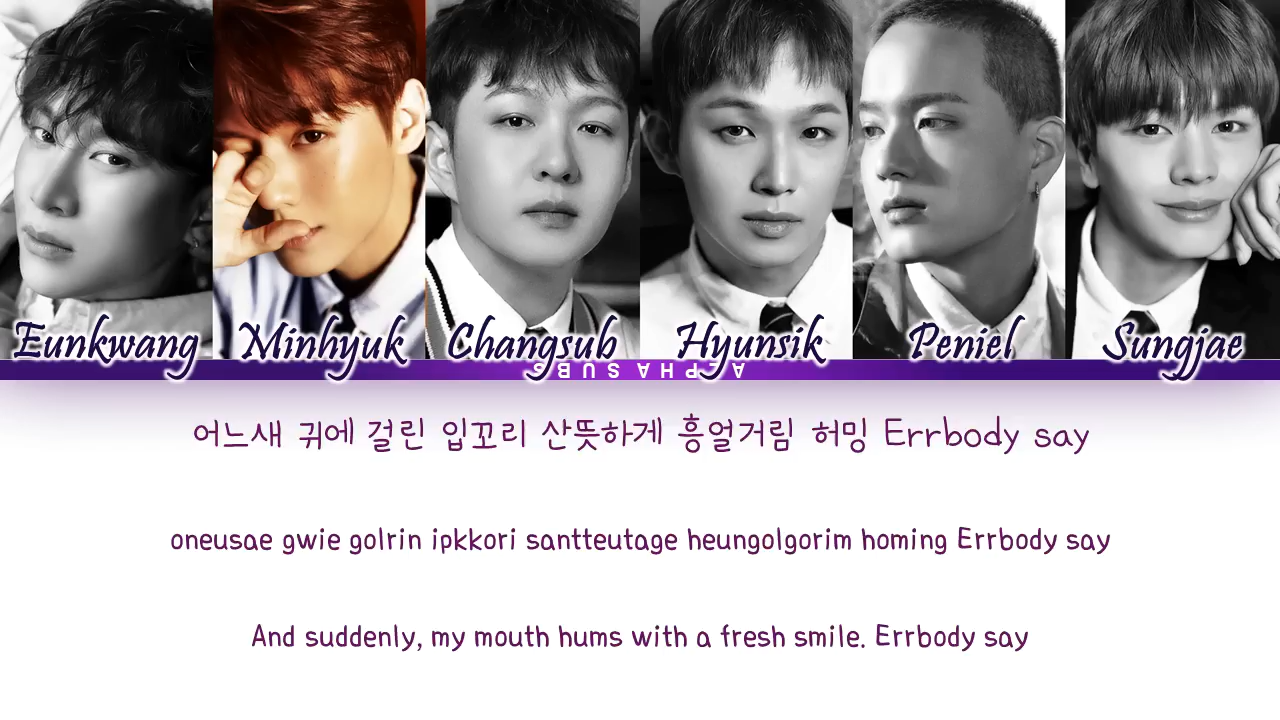 Eunkwang Minhyuk Changsub Hyunsik Peniel Sungjae
ALPHA SUBS
어느새 귀에 걸린 입꼬리 산뜻하게 흥얼거림 허밍 Errbody say
oneusae gwie golrin ipkkori santteutage heungolgorim homing Errbody say
And suddenly, my mouth hums with a fresh smile. Errbody say